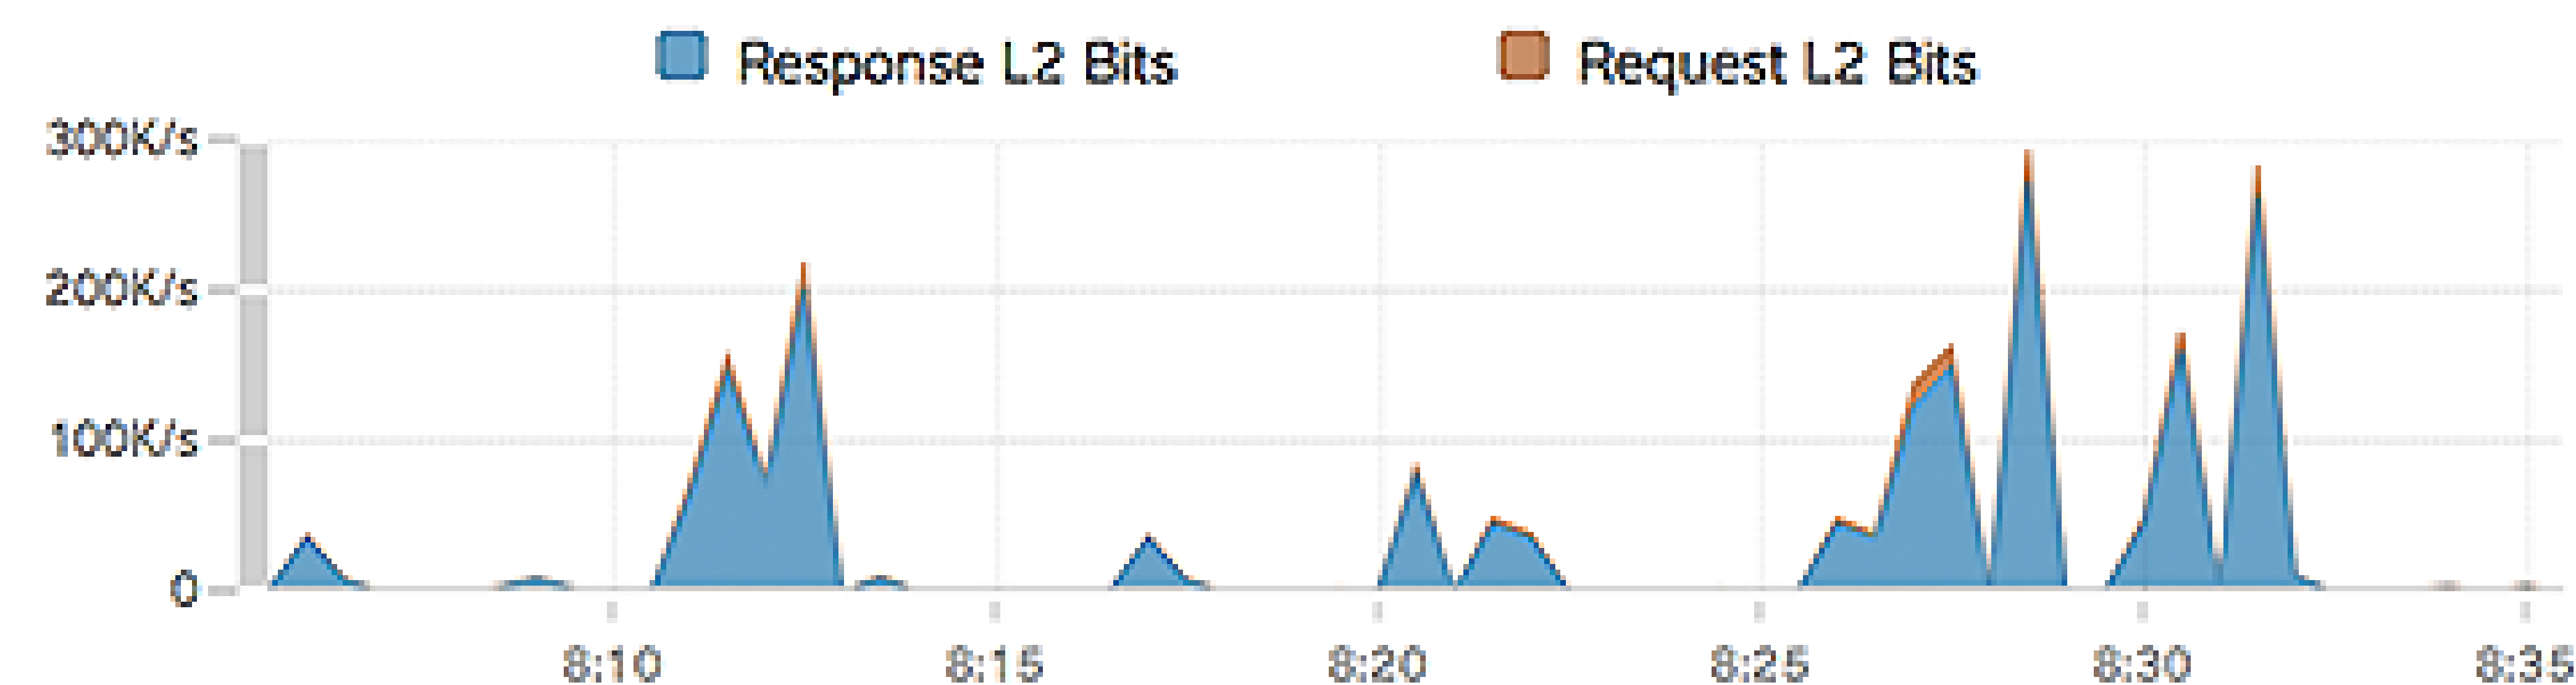 Response L2 Bits Request L2 Bits
300K/s
200K/s
100K/s
0
8:10 8:15 8:20 8:25 8:30 8:35